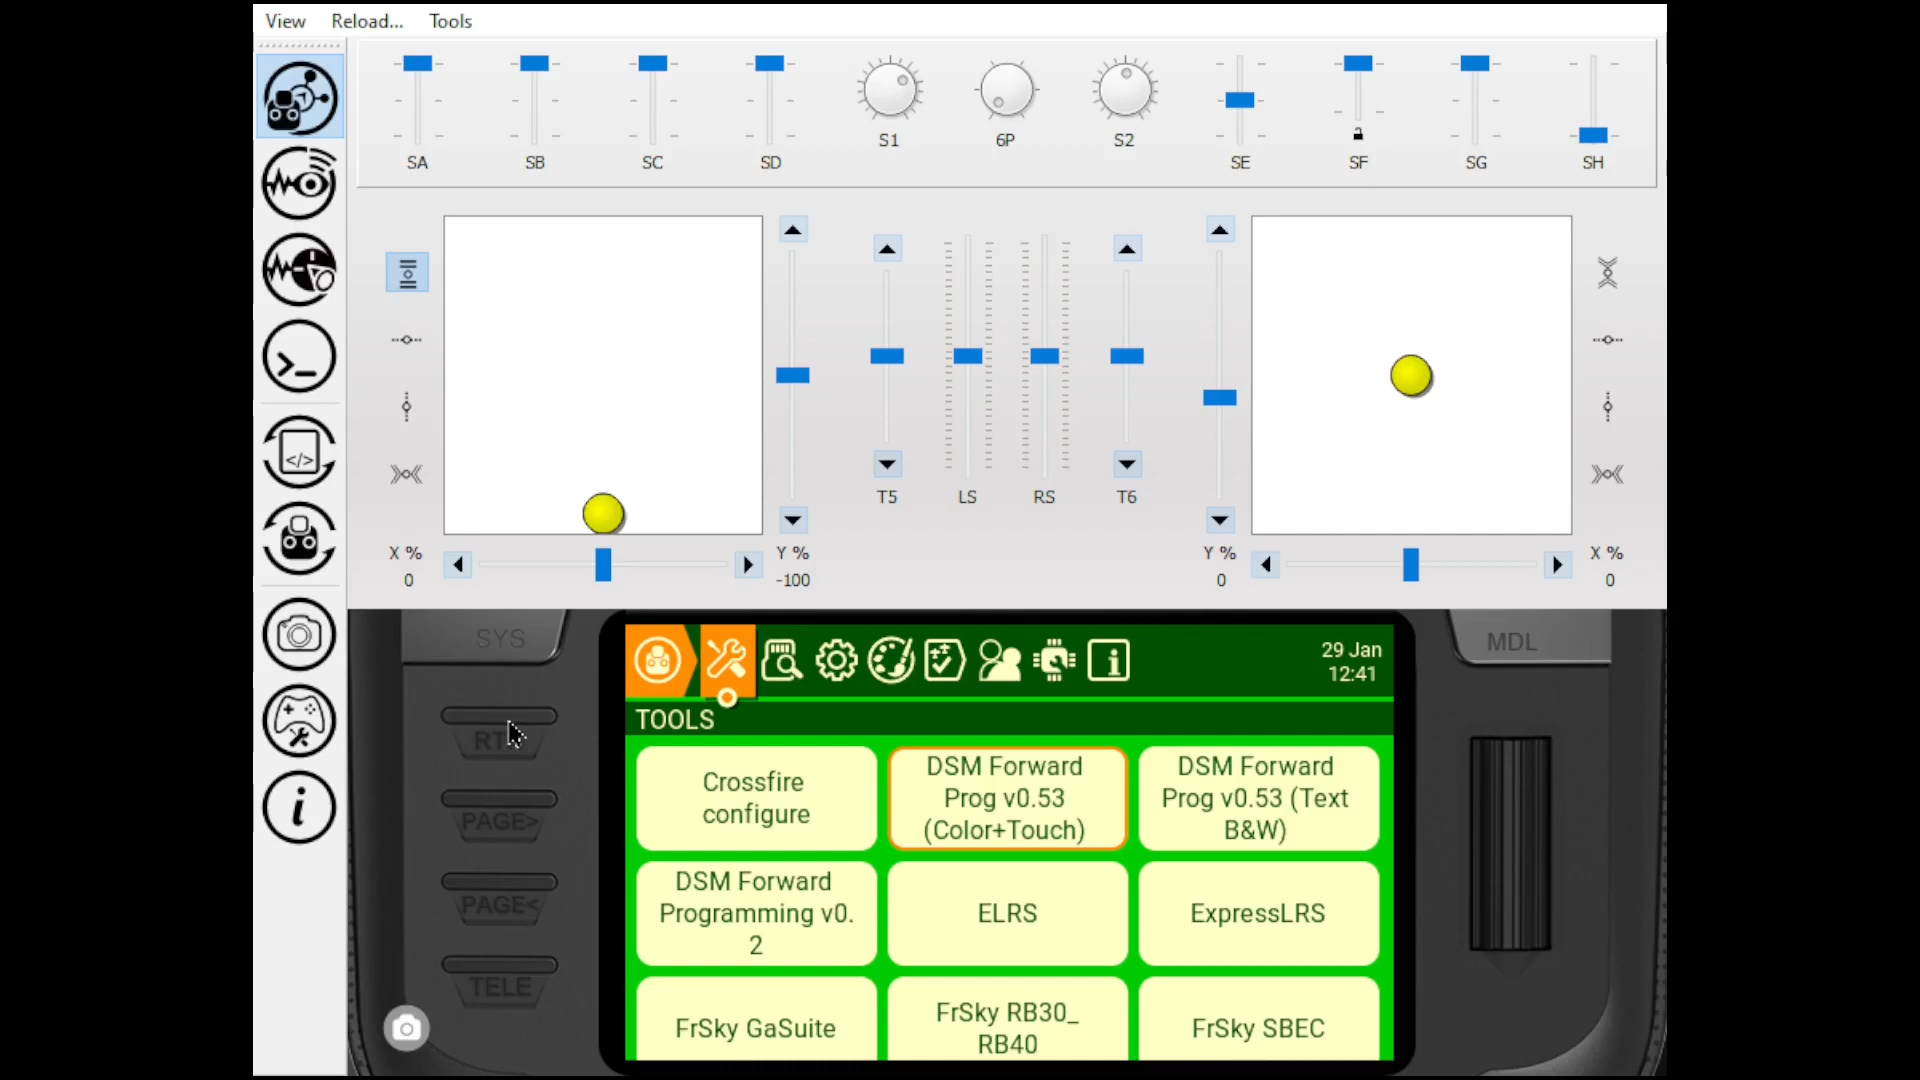 View Reload... Tools
SA SB SC SD S1 6P S2 SE SF SG SH
T5 LS RS T6
X % Y % Y % X %
0 -100 0 0
SYS MDL
29 Jan
12:41
TOOLS
PAGE>
PAGE<
TELE
Crossfire
configure
DSM Forward
Prog v0.53
(Color+Touch)
DSM Forward
Prog v0.53 (Text
B&W)
DSM Forward
Programming v0.
2
ELRS
ExpressLRS
FrSky GaSuite
FrSky RB30_
RB40
FrSky SBEC